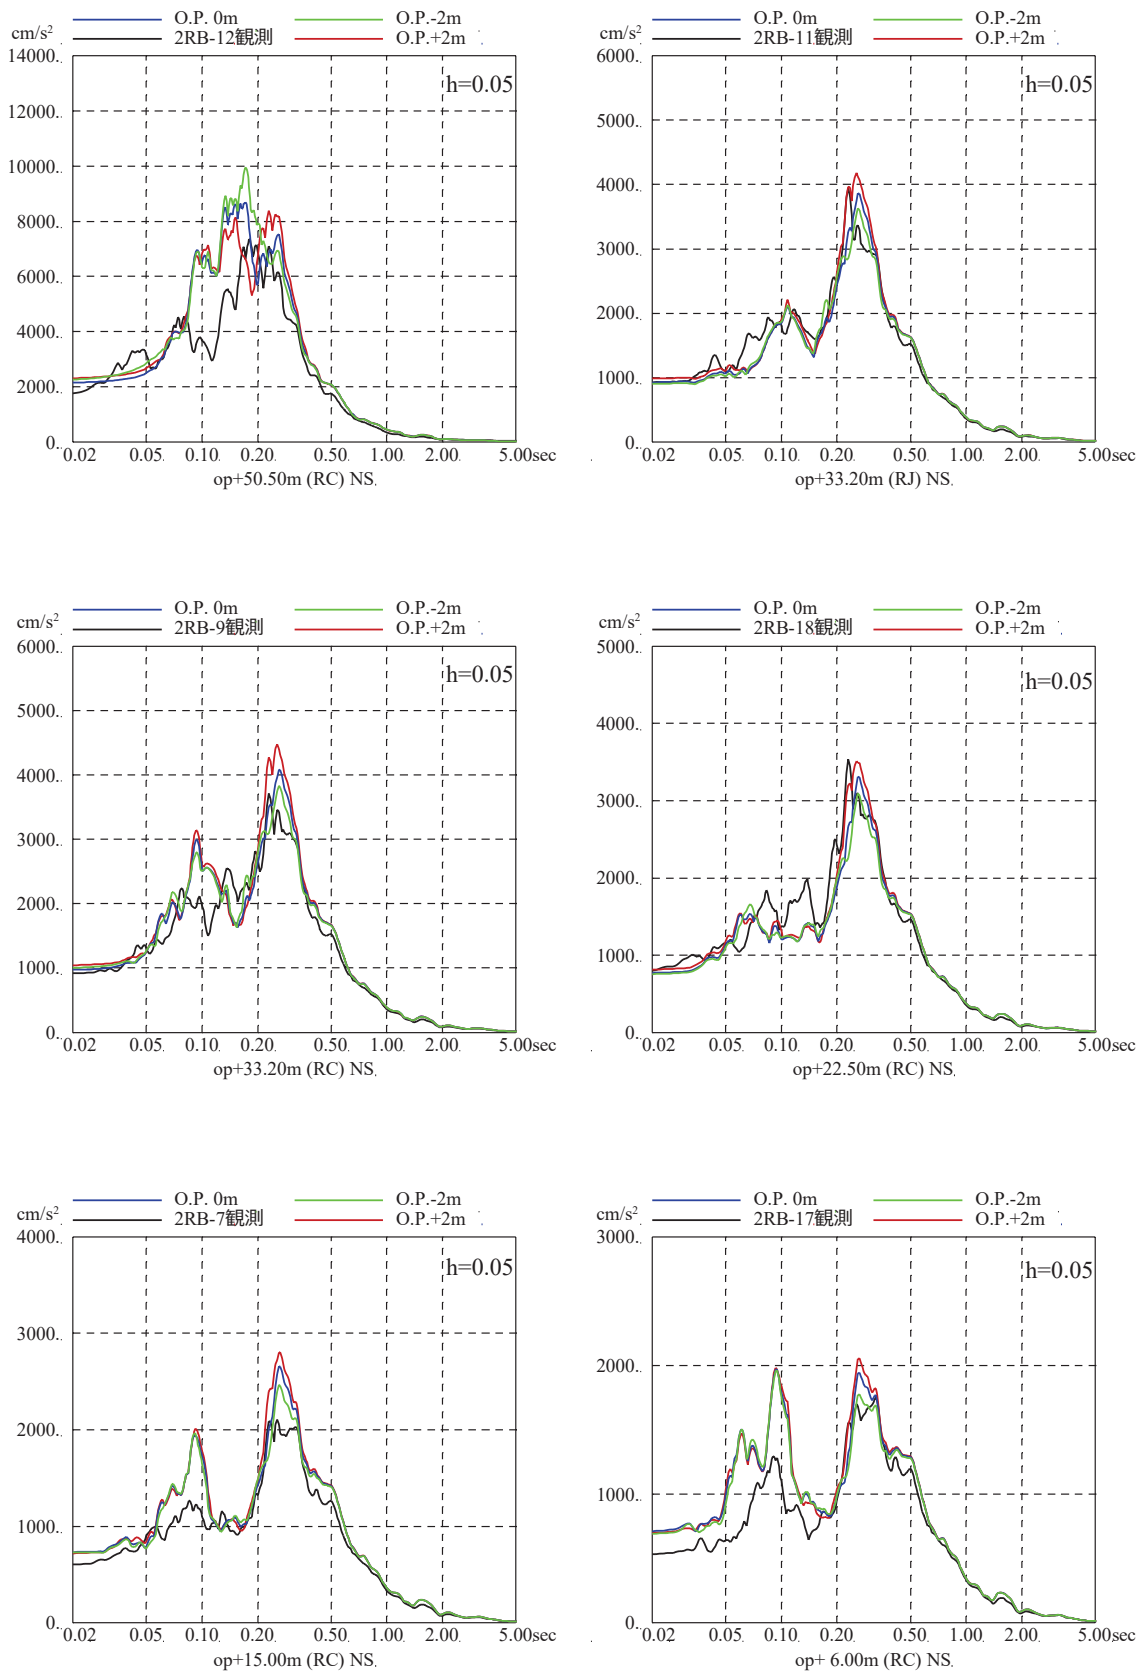 O.P. 0m O.P.-2m
cm/s2 2RB-12観測 O.P.+2m
14000.
h=0.05
12000.
10000.
8000.
6000.
4000.
2000.
0.
0.02 0.05 0.10 0.20 0.50 1.00 2.00 5.00sec
op+50.50m (RC) NS
O.P. 0m O.P.-2m
cm/s2 2RB-11観測 O.P.+2m
6000.
h=0.05
5000.
4000.
3000.
2000.
1000.
0.
0.02 0.05 0.10 0.20 0.50 1.00 2.00 5.00sec
op+33.20m (RJ) NS
O.P. 0m O.P.-2m
cm/s2 2RB-9観測 O.P.+2m
6000.
h=0.05
5000.
4000.
3000.
2000.
1000.
0.
0.02 0.05 0.10 0.20 0.50 1.00 2.00 5.00sec
op+33.20m (RC) NS
O.P. 0m O.P.-2m
cm/s2 2RB-18観測 O.P.+2m
5000.
h=0.05
4000.
3000.
2000.
1000.
0.
0.02 0.05 0.10 0.20 0.50 1.00 2.00 5.00sec
op+22.50m (RC) NS
O.P. 0m O.P.-2m
cm/s2 2RB-7観測 O.P.+2m
4000.
h=0.05
3000.
2000.
1000.
0.
0.02 0.05 0.10 0.20 0.50 1.00 2.00 5.00sec
op+15.00m (RC) NS
O.P. 0m O.P.-2m
cm/s2 2RB-17観測 O.P.+2m
3000.
h=0.05
2000.
1000.
0.
0.02 0.05 0.10 0.20 0.50 1.00 2.00 5.00sec
op+ 6.00m (RC) NS